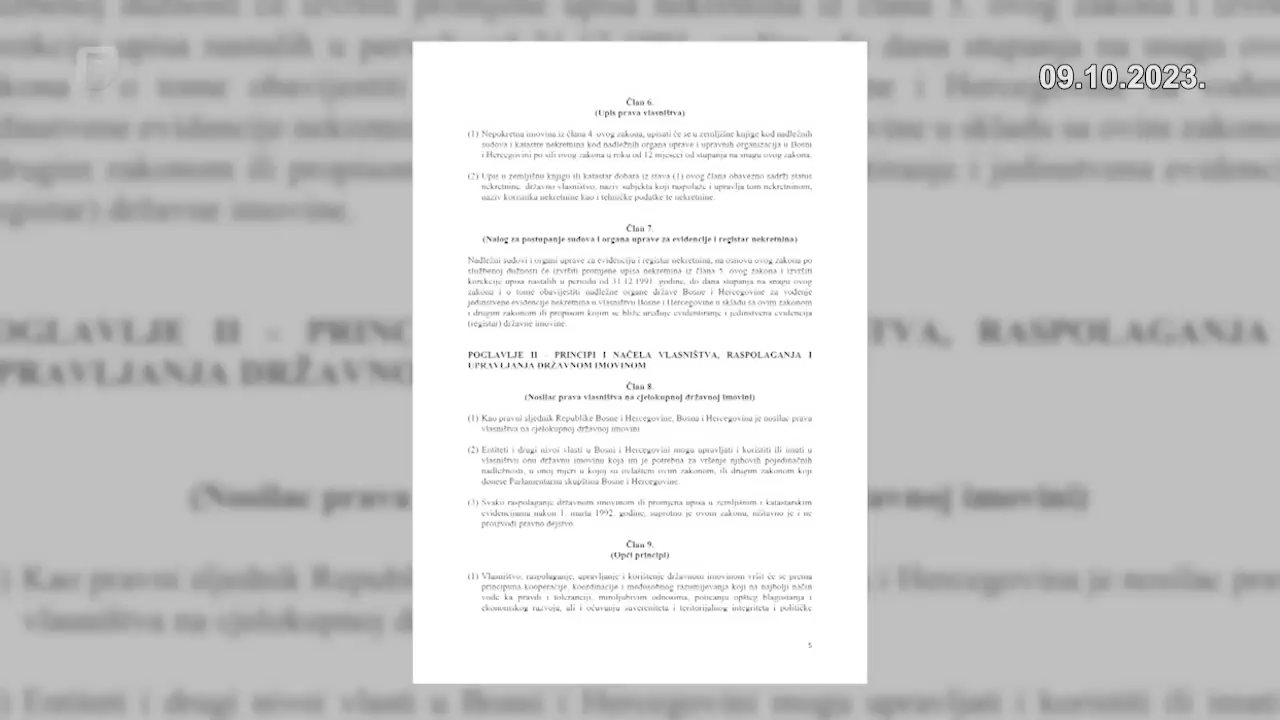 09.10.2023.
Član 6.
(Upis prava vlasništva)
(1) Nepokretna imovina iz člana 4. ovog zakona, upisati će se u zemljišne knjige kod nadležnih
sudova i katastre nekretnina kod nadležnih organa uprave i upravnih organizacija u Bosni
i Hercegovini po sili ovog zakona u roku od 12 mjeseci od stupanja na snagu ovog zakona.
(2) Upis u zemljišnu knjigu ili katastar dobara iz stava (1) ovog člana obavezno sadrži status
nekretnine: državno vlasništvo, naziv subjekta koji raspolaže i upravlja tom nekretninom,
naziv korisnika nekretnine kao i tehničke podatke te nekretnine.
Član 7.
(Nalog za postupanje sudova i organa uprave za evidencije i registar nekretnina)
Nadležni sudovi i organi uprave za evidenciju i registar nekretnina, na osnovu ovog zakona po
službenoj dužnosti će izvršiti promjene upisa nekretnina iz člana 5. ovog zakona i izvršiti
korekciju upisa nastalih u periodu od 31.12.1991. godine, do dana stupanja na snagu ovog
zakona i o tome obavijestiti nadležne organe države Bosne i Hercegovine za vođenje
jedinstvene evidencije nekretnina u vlasništvu Bosne i Hercegovine u skladu sa ovim zakonom
i drugim zakonom ili propisom kojim se bliže uređuje evidentiranje i jedinstvena evidencija
(registar) državne imovine.
POGLAVLJE II - PRINCIPI I NAČELA VLASNIŠTVA, RASPOLAGANJA I
UPRAVLJANJA DRŽAVNOM IMOVINOM
Član 8.
(Nosilac prava vlasništva na cjelokupnoj državnoj imovini)
(1) Kao pravni sljednik Republike Bosne i Hercegovine, Bosna i Hercegovina je nosilac prava
vlasništva na cjelokupnoj državnoj imovini.
(2) Entiteti i drugi nivoi vlasti u Bosni i Hercegovini mogu upravljati i koristiti ili imati u
vlasništvu onu državnu imovinu koja im je potrebna za vršenje njihovih pojedinačnih
nadležnosti, u onoj mjeri u kojoj su ovlašteni ovim zakonom, ili drugim zakonom koji
donese Parlamentarna skupština Bosne i Hercegovine.
(3) Svako raspolaganje državnom imovinom ili promjena upisa u zemljišnim i katastarskim
evidencijama nakon 1. marta 1992. godine, suprotno je ovom zakonu, ništavno je i ne
proizvodi pravno dejstvo.
Član 9.
(Opći principi)
(1) Vlasništvo, raspolaganje, upravljanje i korištenje državnom imovinom vršit će se prema
principima kooperacije, koordinacije i međusobnog razumijevanja koji na najbolji način
vode ka pravdi i toleranciji, miroljubivim odnosima, poticanju općeg blagostanja i
ekonomskog razvoja, ali i očuvanju suvereniteta i teritorijalnog integriteta i političke
5